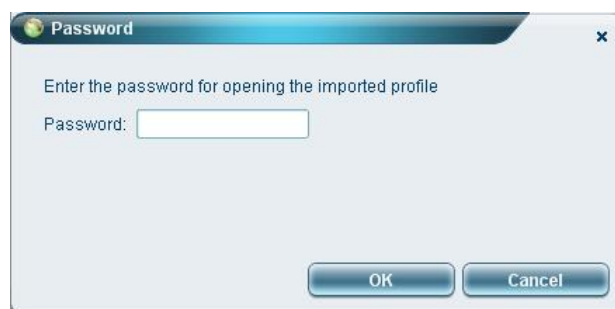 Password
Enter the password for opening the imported profile
Password:
OK Cancel